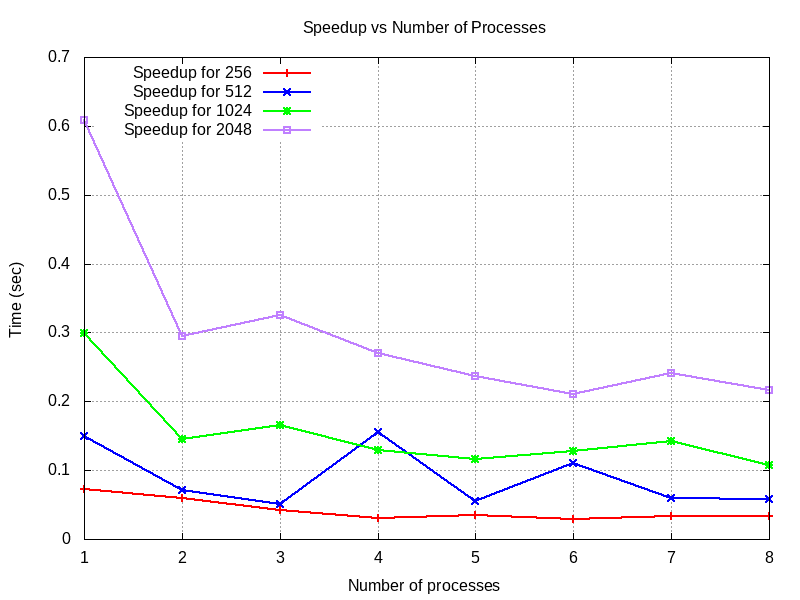 Speedup vs Number of Processes
0.7
0.6
0.5
0.4
0.3
0.2
0.1
0
Speedup for 256
Speedup for 512
Speedup for 1024
Speedup for 2048
Time (sec)
1 2 3 4 5 6 7 8
Number of processes